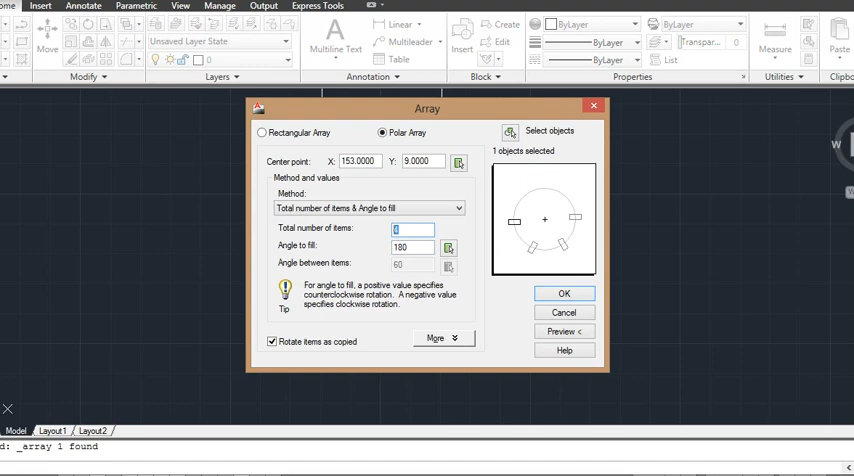 ome Insert Annotate Parametric View Manage Output Express Tools
Move
Modify
Unsaved Layer State
0
Layers
A
Multiline Text
Linear
Multileader
Table
Annotation
Insert
Create
Edit
Block
ByLayer
ByLayer
ByLayer
ByLayer
Transpar... 0
List
Properties
Measure
Utilities
Paste
Clipbo
Array
Rectangular Array
Polar Array
Select objects
1 objects selected
Center point: X: 153.0000 Y: 9.0000
Method and values
Method:
Total number of items & Angle to fill
Total number of items: 4
Angle to fill: 180
Angle between items: 60
For angle to fill, a positive value specifies
counterclockwise rotation. A negative value
specifies clockwise rotation.
Tip
Rotate items as copied
More
OK
Cancel
Preview <
Help
W
Model Layout1 Layout2
d: _array 1 found